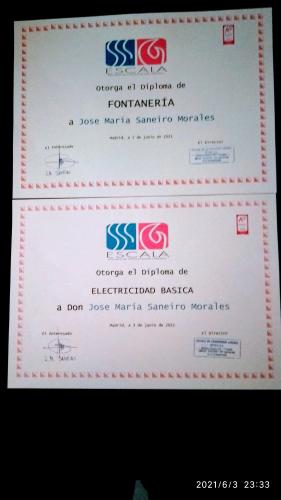 ESCALA
Otorga el Diploma de
FONTANERÍA
a Jose María Saneiro Morales
Madrid, a 3 de junio de 2021
El Interesado
El Director
ESCALA
Otorga el Diploma de
ELECTRICIDAD BASICA
a Don Jose María Saneiro Morales
Madrid, a 3 de junio de 2021
El Interesado
El Director
2021/6/3 23:33